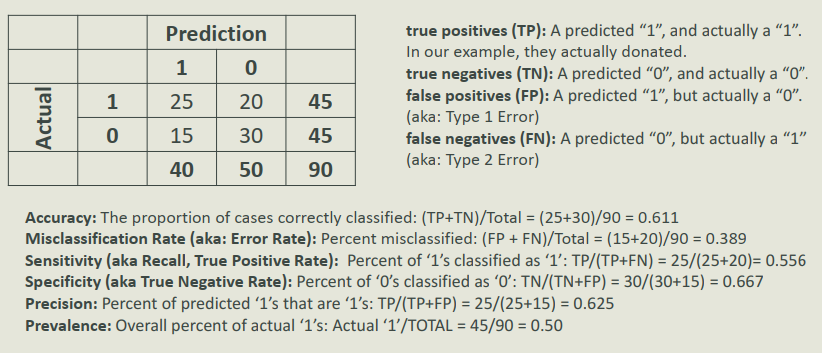 Prediction
1 0
Actual
1 25 20 45
0 15 30 45
40 50 90
true positives (TP): A predicted “1”, and actually a “1”.
In our example, they actually donated.
true negatives (TN): A predicted “0”, and actually a “0”.
false positives (FP): A predicted “1”, but actually a “0”.
(aka: Type 1 Error)
false negatives (FN): A predicted “0”, but actually a “1”
(aka: Type 2 Error)
Accuracy: The proportion of cases correctly classified: (TP+TN)/Total = (25+30)/90 = 0.611
Misclassification Rate (aka: Error Rate): Percent misclassified: (FP + FN)/Total = (15+20)/90 = 0.389
Sensitivity (aka Recall, True Positive Rate): Percent of ‘1’s classified as ‘1’: TP/(TP+FN) = 25/(25+20)= 0.556
Specificity (aka True Negative Rate): Percent of ‘0’s classified as ‘0’: TN/(TN+FP) = 30/(30+15) = 0.667
Precision: Percent of predicted ‘1’s that are ‘1’s: TP/(TP+FP) = 25/(25+15) = 0.625
Prevalence: Overall percent of actual ‘1’s: Actual ‘1’/TOTAL = 45/90 = 0.50